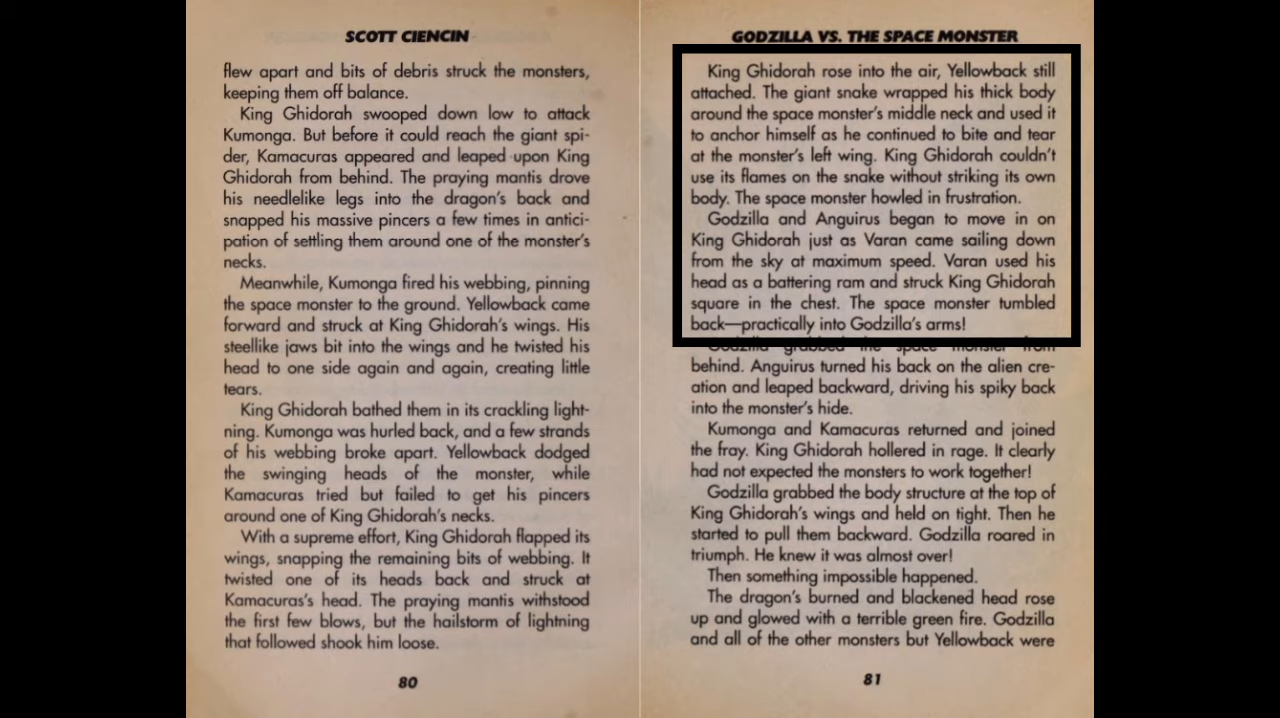 SCOTT CIENCIN
flew apart and bits of debris struck the monsters,
keeping them off balance.
King Ghidorah swooped down low to attack
Kumonga. But before it could reach the giant spi-
der, Kamacuras appeared and leaped upon King
Ghidorah from behind. The praying mantis drove
his needlelike legs into the dragon's back and
snapped his massive pincers a few times in antici-
pation of settling them around one of the monster's
necks.
Meanwhile, Kumonga fired his webbing, pinning
the space monster to the ground. Yellowback came
forward and struck at King Ghidorah's wings. His
steellike jaws bit into the wings and he twisted his
head to one side again and again, creating little
tears.
King Ghidorah bathed them in its crackling light-
ning. Kumonga was hurled back, and a few strands
of his webbing broke apart. Yellowback dodged
the swinging heads of the monster, while
Kamacuras tried but failed to get his pincers
around one of King Ghidorah's necks.
With a supreme effort, King Ghidorah flapped its
wings, snapping the remaining bits of webbing. It
twisted one of its heads back and struck at
Kamacuras's head. The praying mantis withstood
the first few blows, but the hailstorm of lightning
that followed shook him loose.
80
GODZILLA VS. THE SPACE MONSTER
King Ghidorah rose into the air, Yellowback still
attached. The giant snake wrapped his thick body
around the space monster's middle neck and used it
to anchor himself as he continued to bite and tear
at the monster's left wing. King Ghidorah couldn't
use its flames on the snake without striking its own
body. The space monster howled in frustration.
Godzilla and Anguirus began to move in on
King Ghidorah just as Varan came sailing down
from the sky at maximum speed. Varan used his
head as a battering ram and struck King Ghidorah
square in the chest. The space monster tumbled
back—practically into Godzilla's arms!
Godzilla grabbed the space monster from
behind. Anguirus turned his back on the alien cre-
ation and leaped backward, driving his spiky back
into the monster's hide.
Kumonga and Kamacuras returned and joined
the fray. King Ghidorah hollered in rage. It clearly
had not expected the monsters to work together!
Godzilla grabbed the body structure at the top of
King Ghidorah's wings and held on tight. Then he
started to pull them backward. Godzilla roared in
triumph. He knew it was almost over!
Then something impossible happened.
The dragon's burned and blackened head rose
up and glowed with a terrible green fire. Godzilla
and all of the other monsters but Yellowback were
81